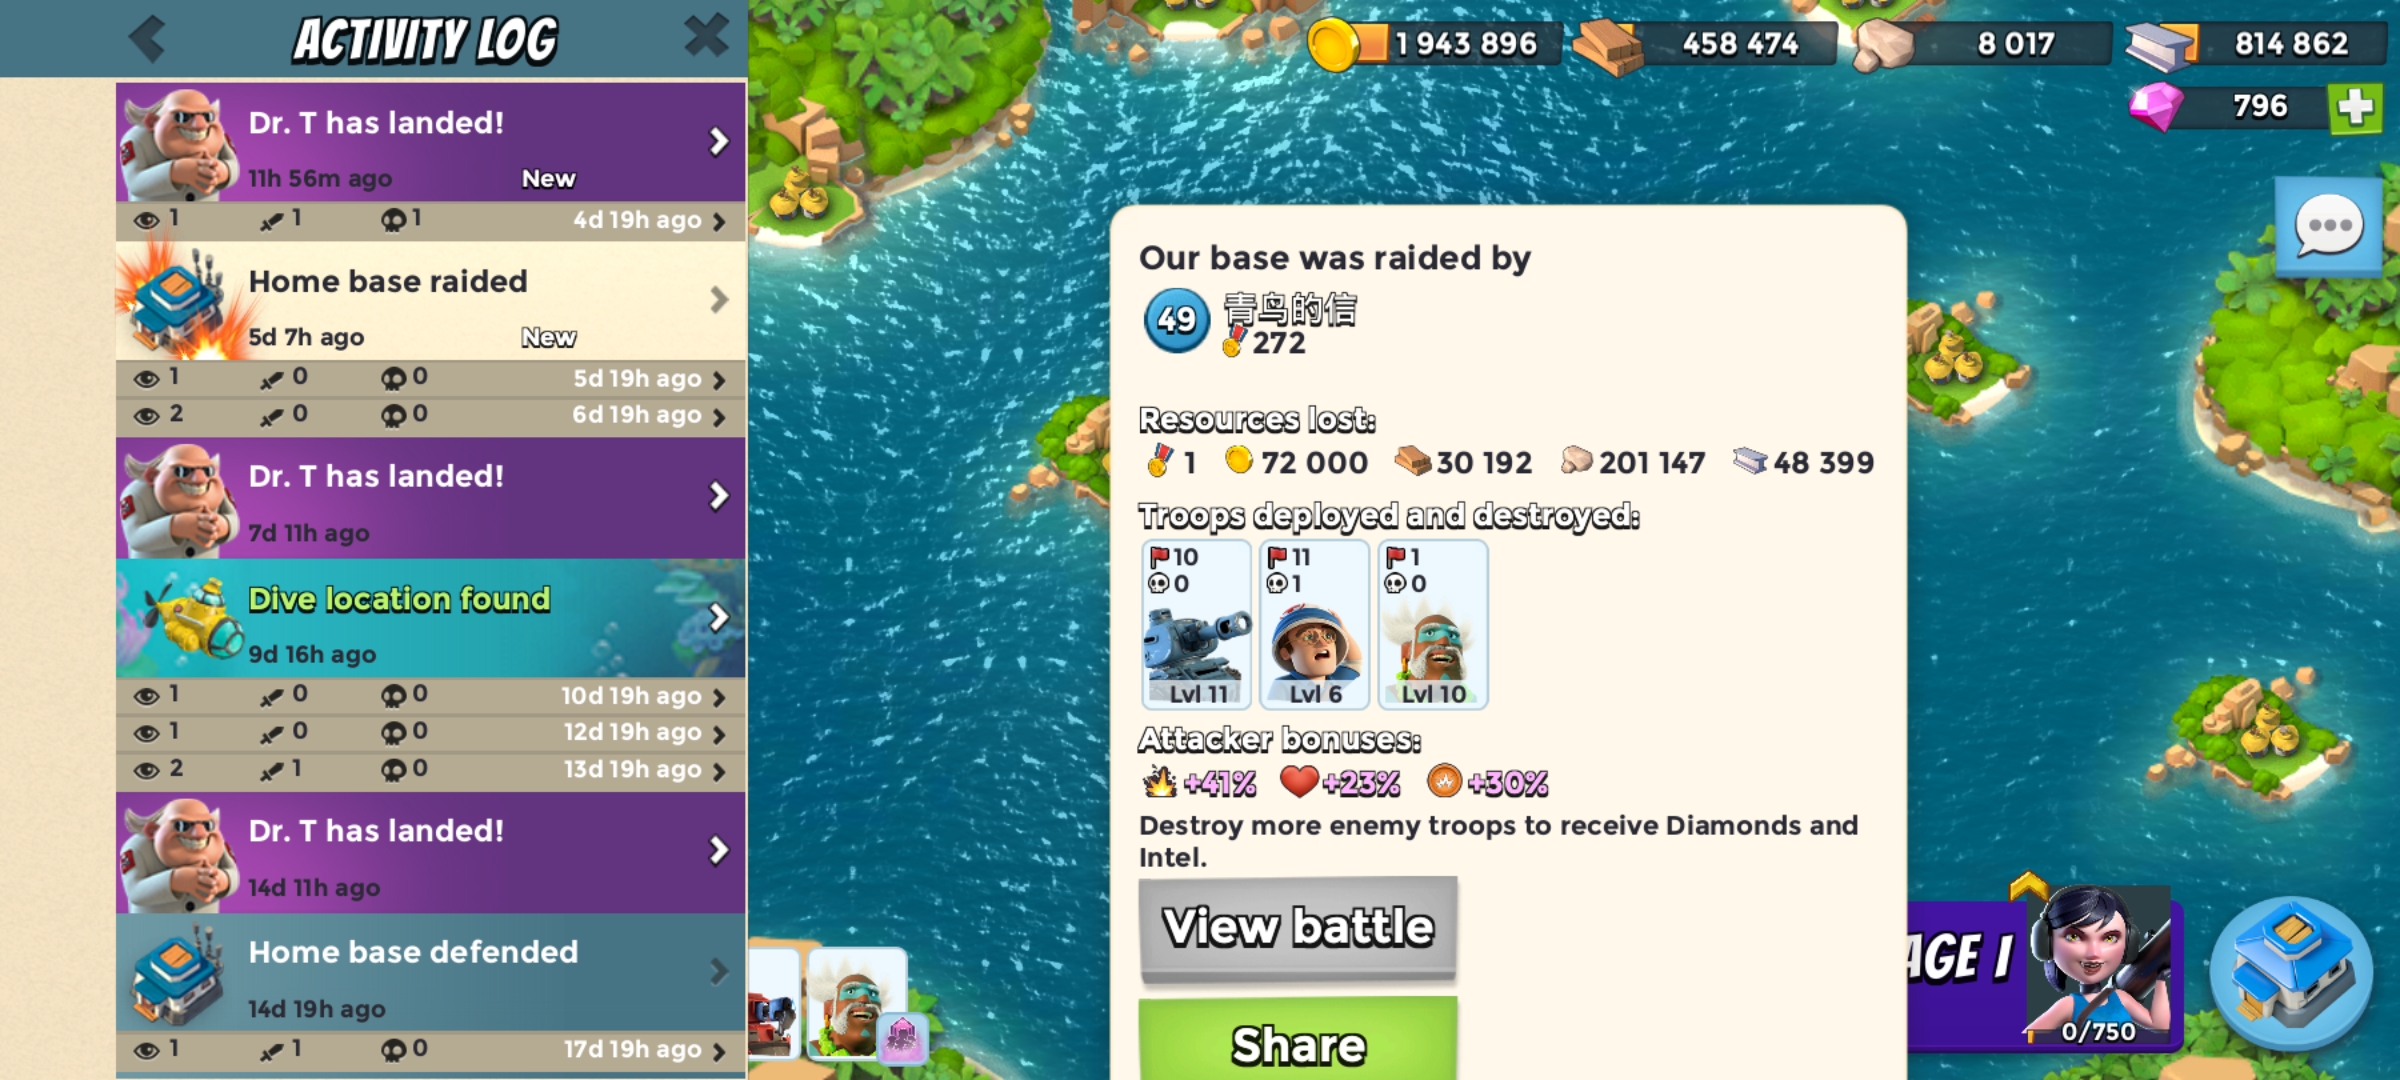 ACTIVITY LOG
Dr. T has landed!
11h 56m ago
New
1 1 1 4d 19h ago
Home base raided
5d 7h ago
New
1 0 0 5d 19h ago
2 0 0 6d 19h ago
Dr. T has landed!
7d 11h ago
Dive location found
9d 16h ago
1 0 0 10d 19h ago
1 0 0 12d 19h ago
2 1 0 13d 19h ago
Dr. T has landed!
14d 11h ago
Home base defended
14d 19h ago
1 1 0 17d 19h ago
1 943 896 458 474 8 017 814 862
796
Our base was raided by
49 青鸟的信
272
Resources lost:
1 72 000 30 192 201 147 48 399
Troops deployed and destroyed:
10 11 1
0 1 0
Lvl 11 Lvl 6 Lvl 10
Attacker bonuses:
+41% +23% +30%
Destroy more enemy troops to receive Diamonds and
Intel.
View battle
Share
AGE I
0/750